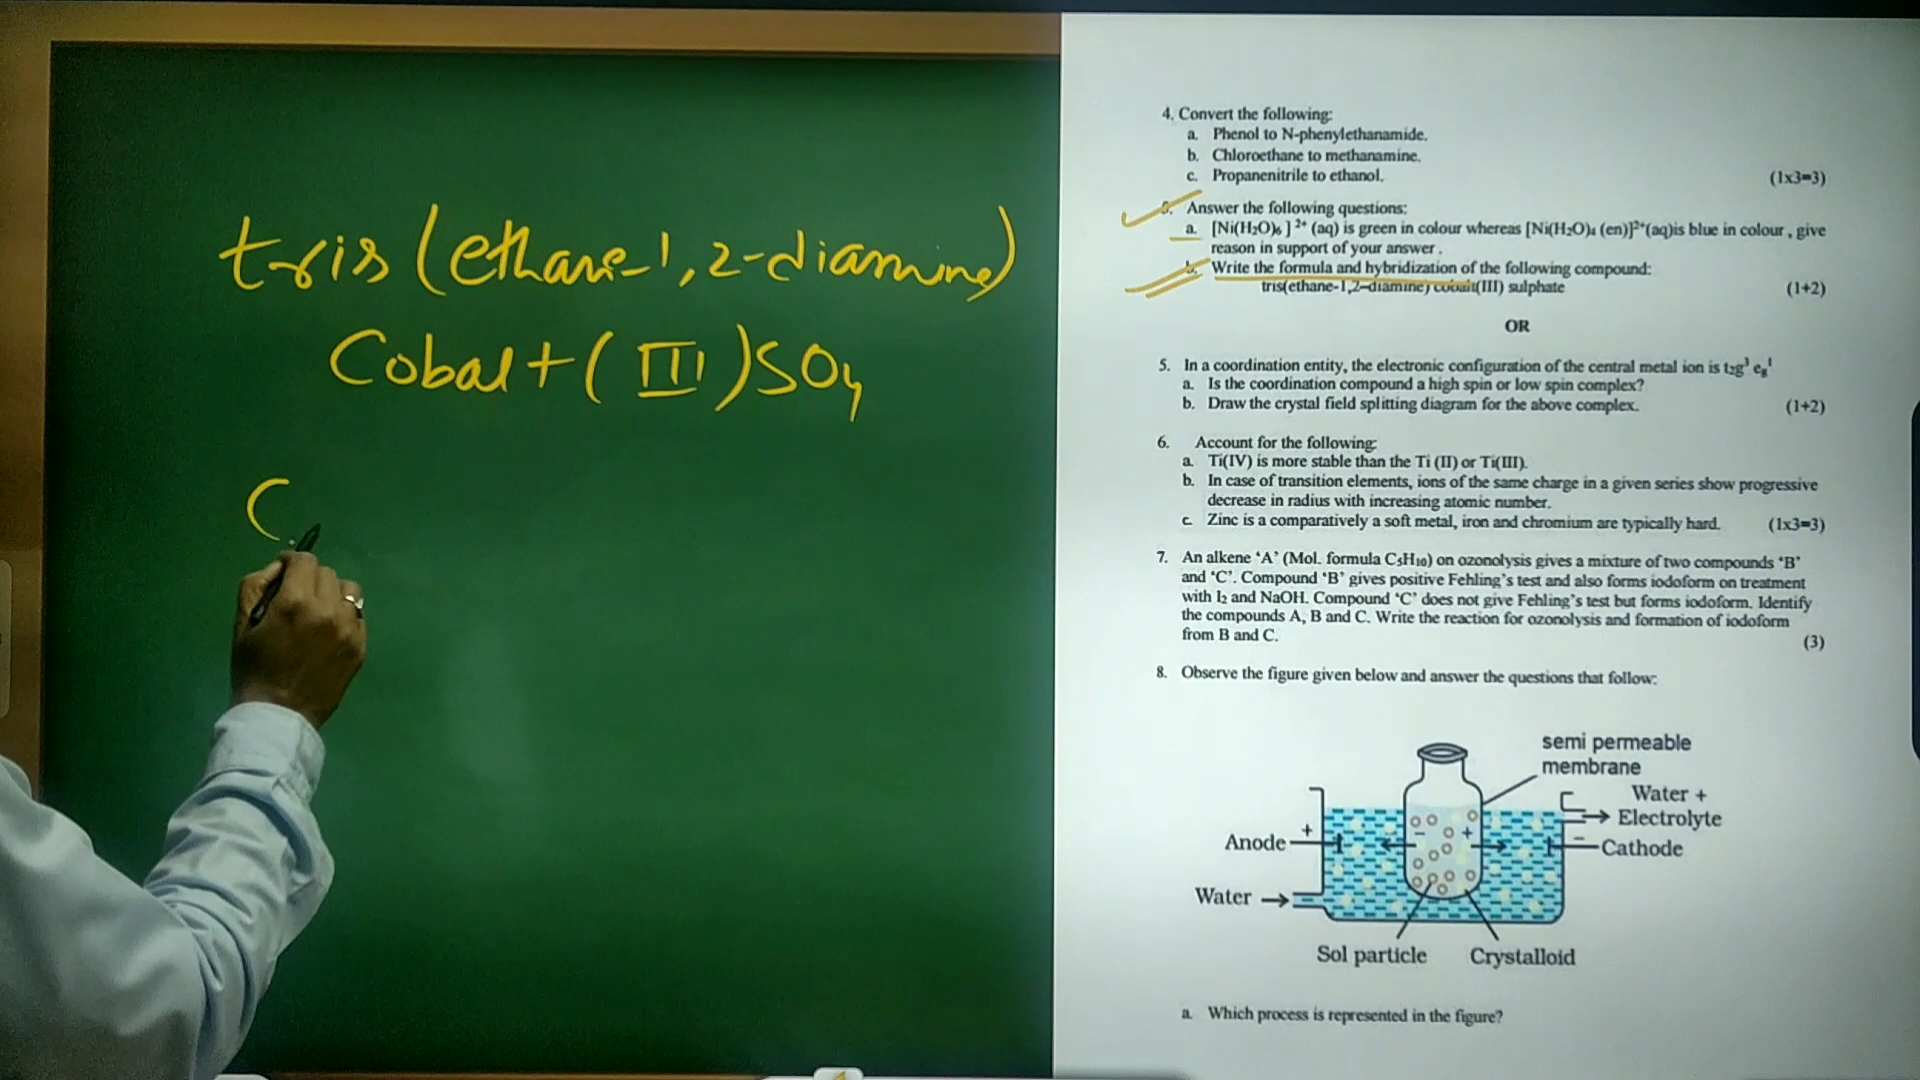 tris (ethane-1,2-diamine)
Cobalt (III) SO4
C
4. Convert the following:
a. Phenol to N-phenylethanamide.
b. Chloroethane to methanamine.
c. Propanenitrile to ethanol. (1x3=3)
5. Answer the following questions:
a. [Ni(H₂O)₆ ] ²⁺ (aq) is green in colour whereas [Ni(H₂O)₄ (en)]²⁺(aq)is blue in colour , give
reason in support of your answer .
b. Write the formula and hybridization of the following compound:
tris(ethane-1,2–diamine) cobalt(III) sulphate (1+2)
OR
5. In a coordination entity, the electronic configuration of the central metal ion is t₂g³ eg¹
a. Is the coordination compound a high spin or low spin complex?
b. Draw the crystal field splitting diagram for the above complex. (1+2)
6. Account for the following:
a. Ti(IV) is more stable than the Ti (II) or Ti(III).
b. In case of transition elements, ions of the same charge in a given series show progressive
decrease in radius with increasing atomic number.
c. Zinc is a comparatively a soft metal, iron and chromium are typically hard. (1x3=3)
7. An alkene ‘A’ (Mol. formula C₅H₁₀) on ozonolysis gives a mixture of two compounds ‘B’
and ‘C’. Compound ‘B’ gives positive Fehling’s test and also forms iodoform on treatment
with I₂ and NaOH. Compound ‘C’ does not give Fehling’s test but forms iodoform. Identify
the compounds A, B and C. Write the reaction for ozonolysis and formation of iodoform
from B and C. (3)
8. Observe the figure given below and answer the questions that follow:
semi permeable
membrane
Water +
Electrolyte
Anode +
− +
− Cathode
Water
Sol particle Crystalloid
a. Which process is represented in the figure?